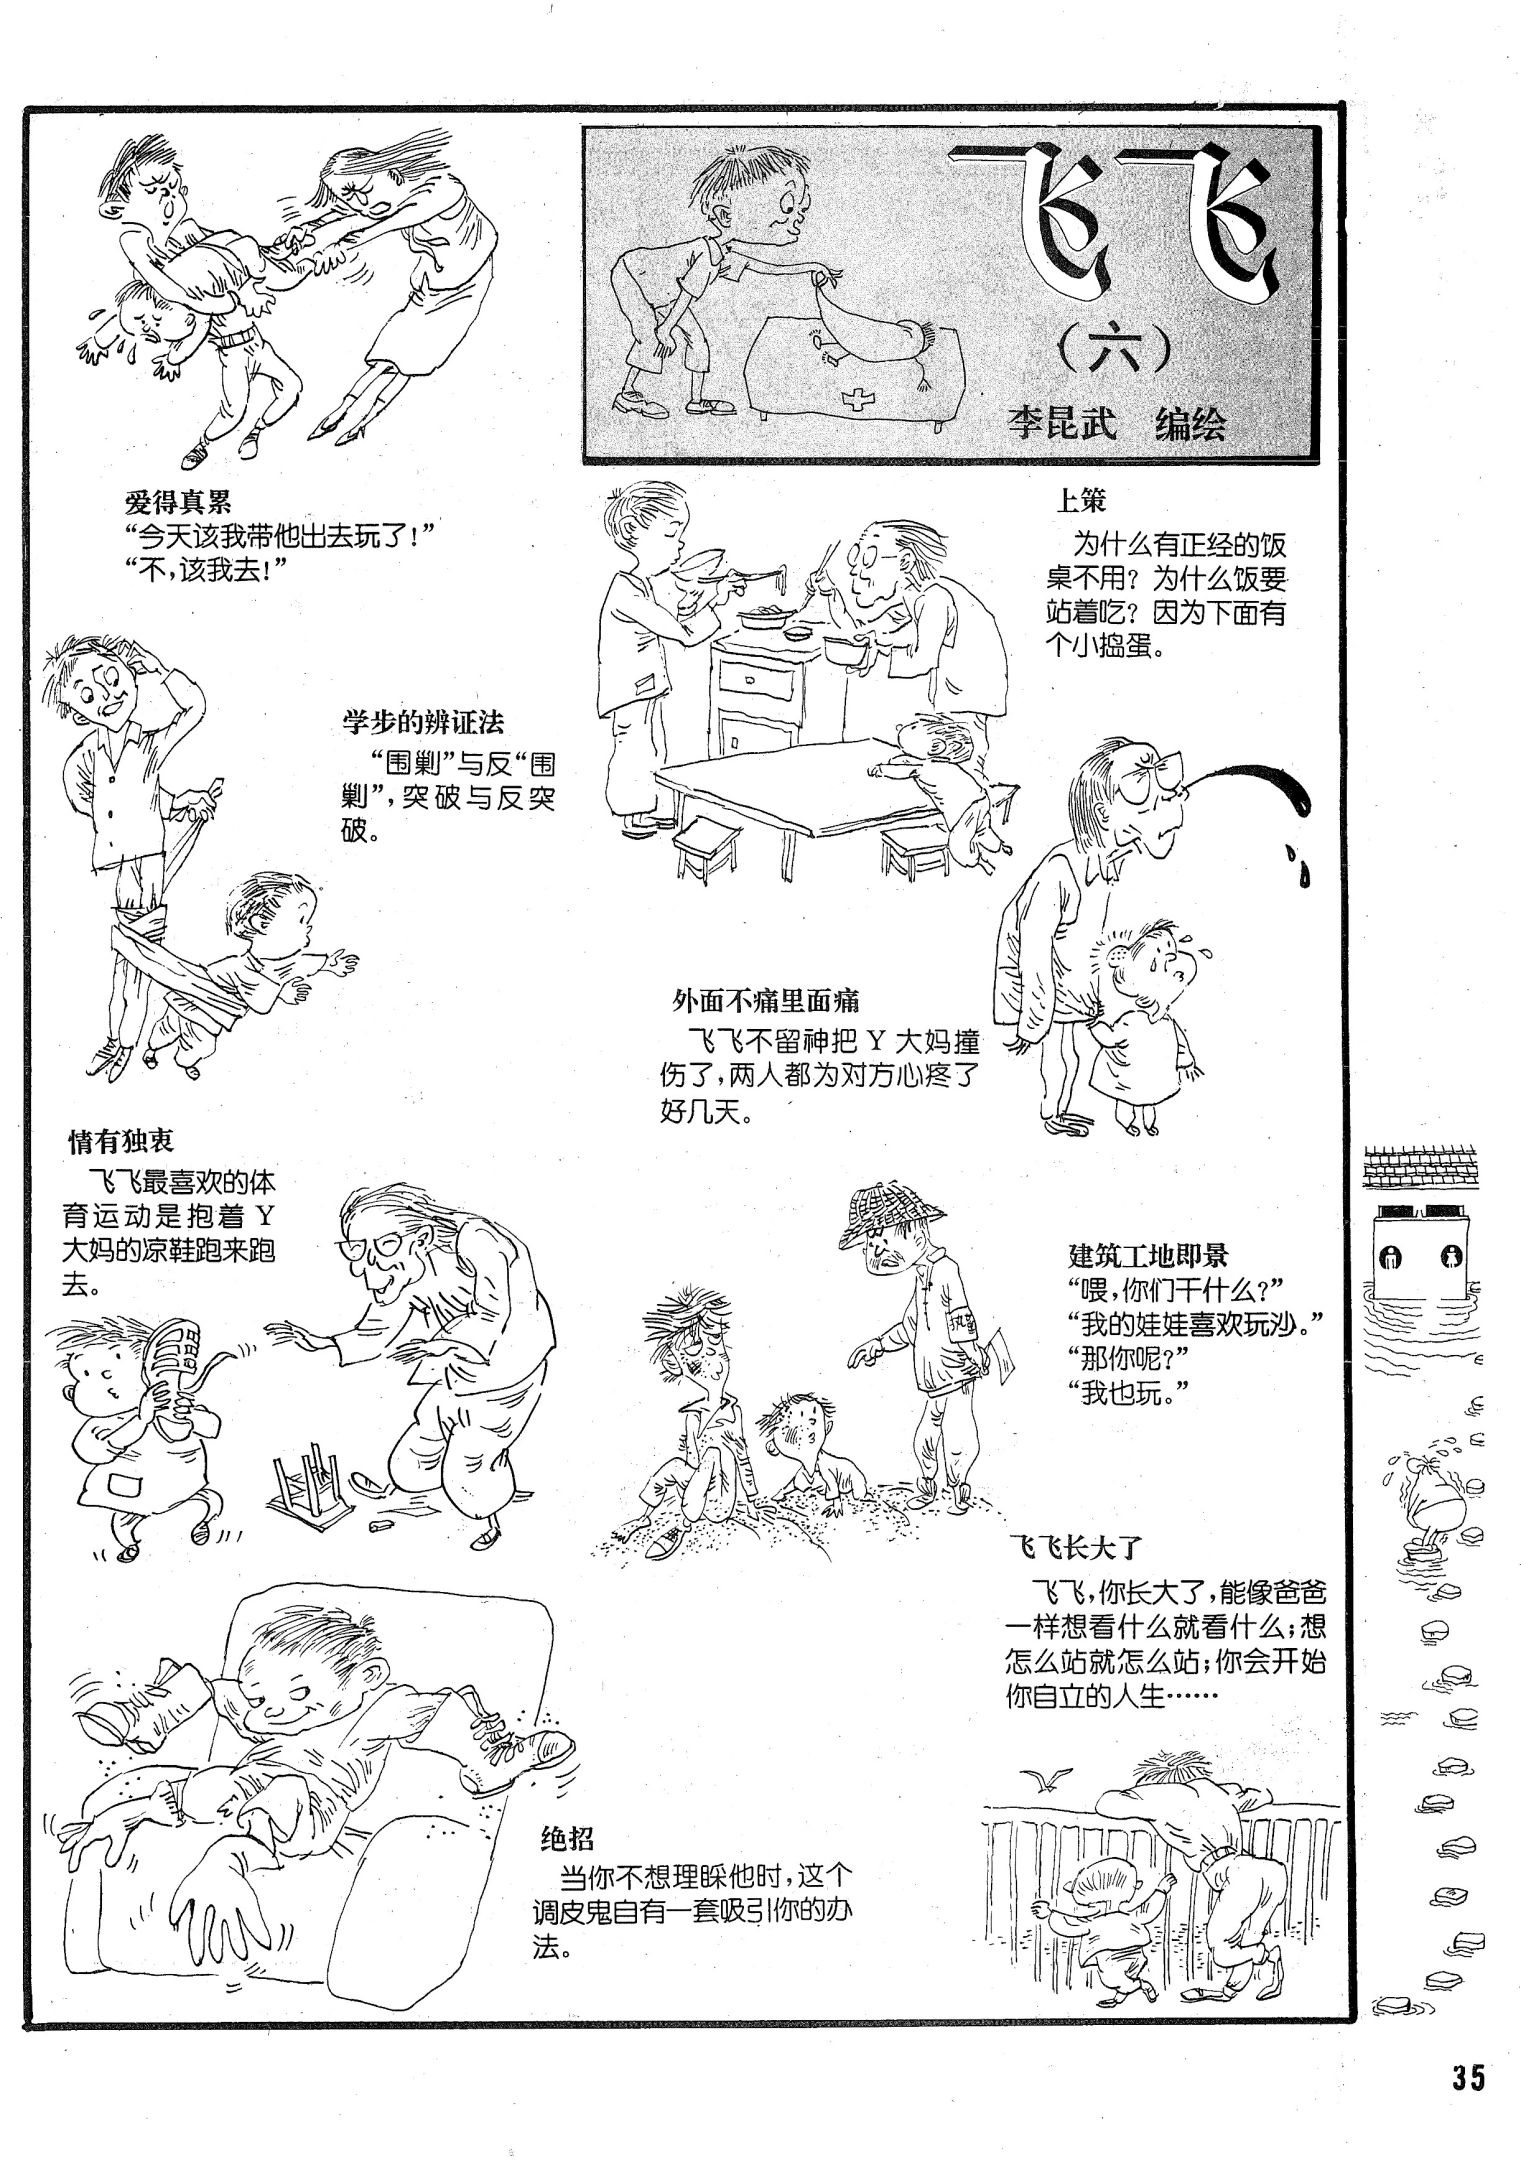 飞飞
（六）
李昆武 编绘
爱得真累
“今天该我带他出去玩了！”
“不，该我去！”
上策
为什么有正经的饭
桌不用？为什么饭要
站着吃？因为下面有
个小捣蛋。
学步的辨证法
“围剿”与反“围
剿”，突破与反突
破。
外面不痛里面痛
飞飞不留神把 Y 大妈撞
伤了，两人都为对方心疼了
好几天。
情有独衷
飞飞最喜欢的体
育运动是抱着 Y
大妈的凉鞋跑来跑
去。
建筑工地即景
“喂，你们干什么？”
“我的娃娃喜欢玩沙。”
“那你呢？”
“我也玩。”
执勤
飞飞长大了
飞飞，你长大了，能像爸爸
一样想看什么就看什么；想
怎么站就怎么站；你会开始
你自立的人生……
绝招
当你不想理睬他时，这个
调皮鬼自有一套吸引你的办
法。
35